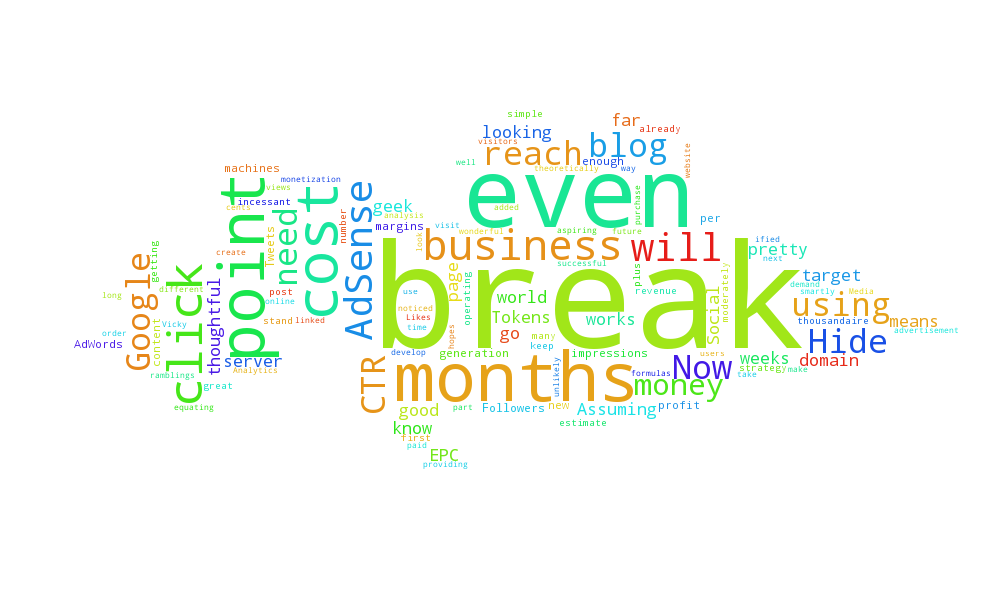 simple
far
already
looking
visitors
reach
blog
website
well
enough
way
theoretically
machines
monetization
views
even
purchase
incessant
cents
point
cost
AdSense
number
need
geek
analysis
margins
added
visit
wonderful
aspiring
future
per
create
Tweets
look
business
will
ified
pretty
next
break
successful
plus
getting
Google
click
thoughtful
page
operating
world
revenue
moderately
target
demand
long
different
post
online
use
smartly
Media
content
noticed
Tokens
works
Social
using
Vicky
stand
linked
Likes
time
hopes
go
many
keep
thousandaire
means
advertisement
order
AdWords
server
develop
generation
impressions
users
Hide
CTR
months
unlikely
Now
weeks
domain
ramblings
Analytics
formulas
strategy
make
take
great
money
equating
good
part
Followers
new
Assuming
profit
know
estimate
first
paid
EPC
providing